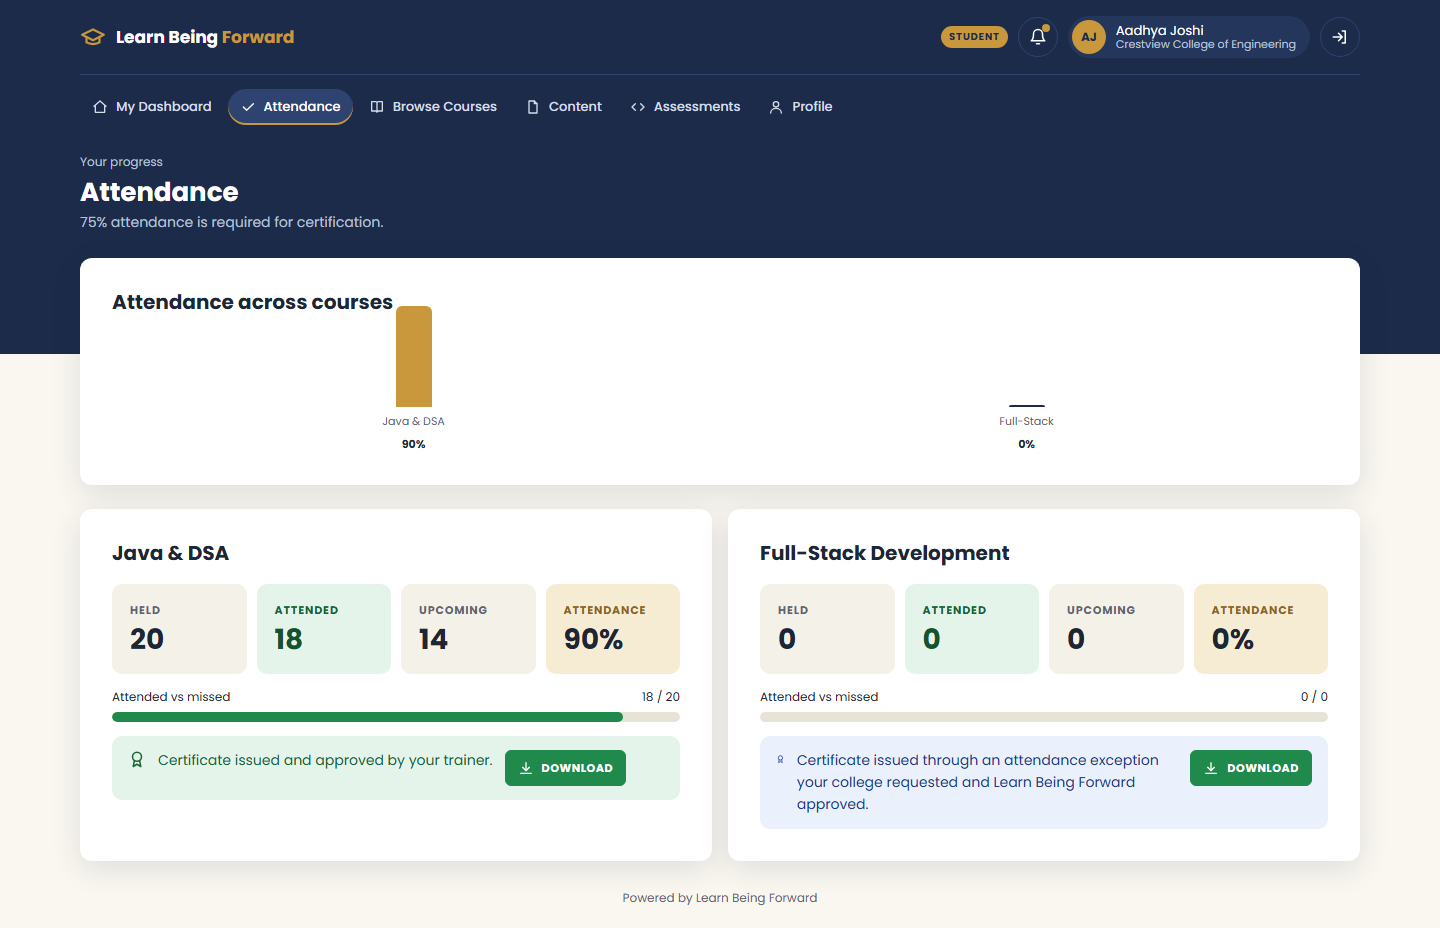 Learn Being Forward
STUDENT
AJ
Aadhya Joshi
Crestview College of Engineering
My Dashboard
Attendance
Browse Courses
Content
Assessments
Profile
Your progress
Attendance
75% attendance is required for certification.
Attendance across courses
Java & DSA
90%
Full-Stack
0%
Java & DSA
HELD
20
ATTENDED
18
UPCOMING
14
ATTENDANCE
90%
Attended vs missed
18 / 20
Certificate issued and approved by your trainer.
DOWNLOAD
Full-Stack Development
HELD
0
ATTENDED
0
UPCOMING
0
ATTENDANCE
0%
Attended vs missed
0 / 0
Certificate issued through an attendance exception
your college requested and Learn Being Forward
approved.
DOWNLOAD
Powered by Learn Being Forward